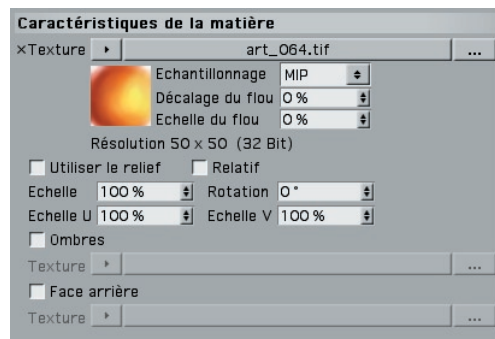 Caractéristiques de la matière
×Texture art_064.tif ...
Echantillonnage MIP
Décalage du flou 0 %
Echelle du flou 0 %
Résolution 50 x 50 (32 Bit)
Utiliser le relief Relatif
Echelle 100 % Rotation 0 °
Echelle U 100 % Echelle V 100 %
Ombres
Texture ...
Face arrière
Texture ...